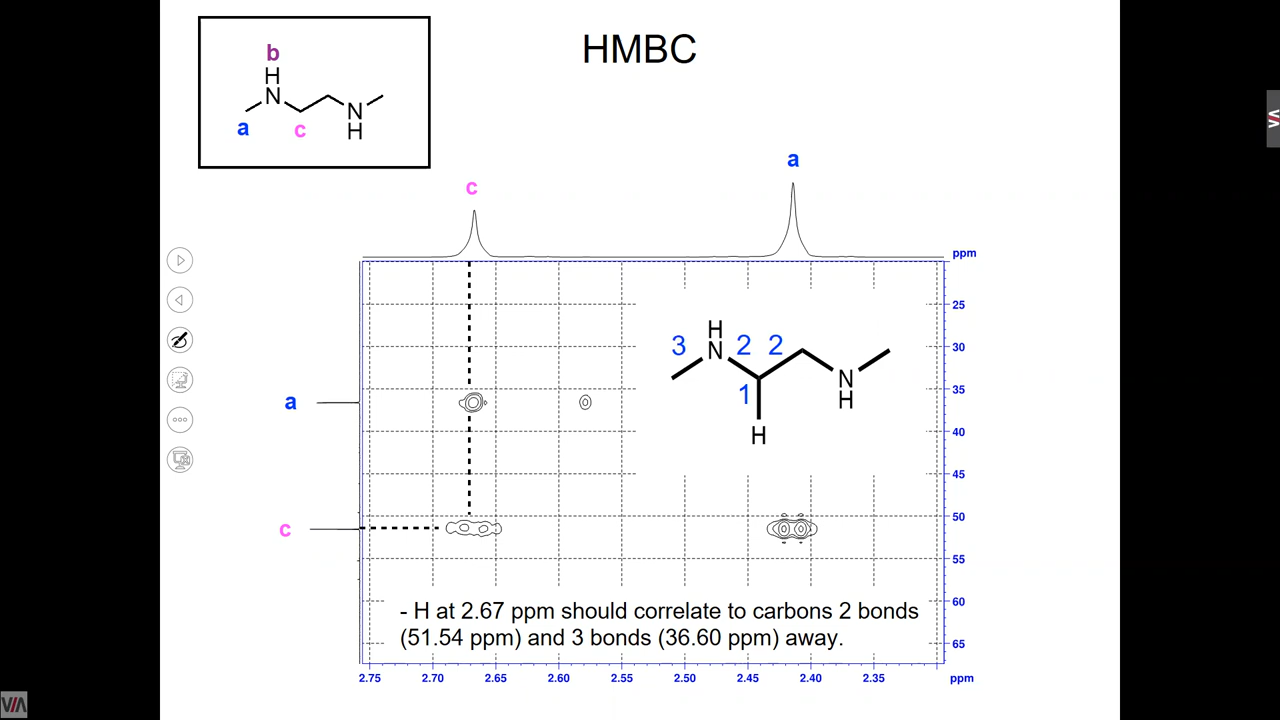 HMBC
b
H
N
a
c
N
H
a
c
ppm
25
30
35
40
45
50
55
60
65
a
c
H
N
3
2
2
1
N
H
H
- H at 2.67 ppm should correlate to carbons 2 bonds
(51.54 ppm) and 3 bonds (36.60 ppm) away.
2.75 2.70 2.65 2.60 2.55 2.50 2.45 2.40 2.35 ppm
VIA